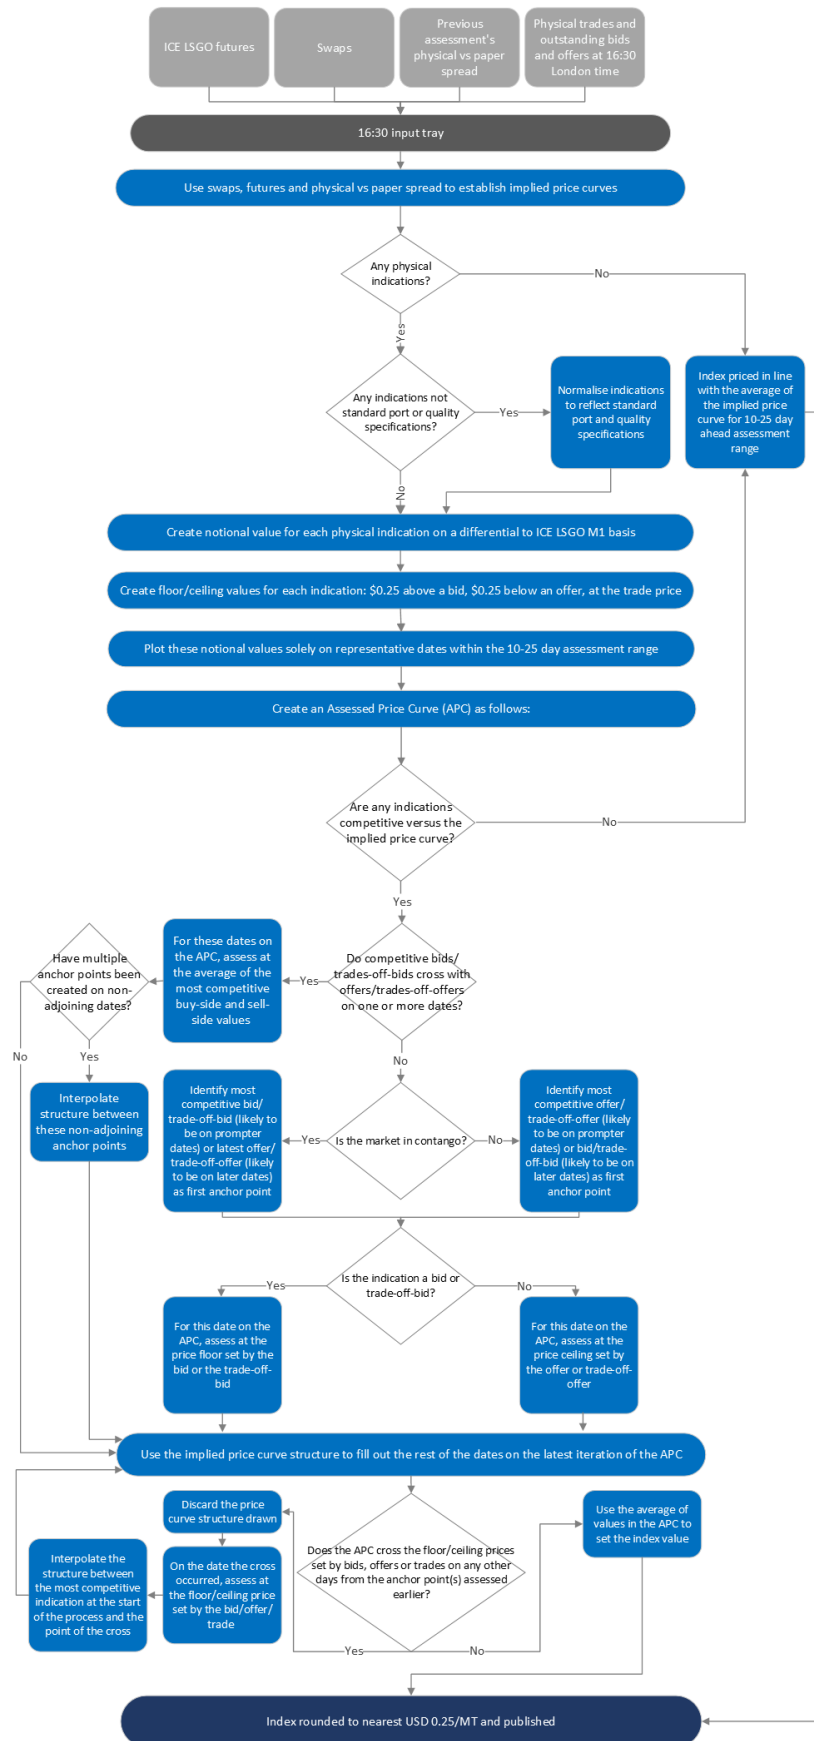 ICE LSGO futures
Swaps
Previous
assessment's
physical vs paper
spread
Physical trades and
outstanding bids
and offers at 16:30
London time
16:30 input tray
Use swaps, futures and physical vs paper spread to establish implied price curves
Any physical
indications?
No
Yes
Any indications not
standard port or quality
specifications?
Yes
Normalise indications
to reflect standard
port and quality
specifications
Index priced in line
with the average of
the implied price
curve for 10-25 day
ahead assessment
range
No
Create notional value for each physical indication on a differential to ICE LSGO M1 basis
Create floor/ceiling values for each indication: $0.25 above a bid, $0.25 below an offer, at the trade price
Plot these notional values solely on representative dates within the 10-25 day assessment range
Create an Assessed Price Curve (APC) as follows:
Are any indications
competitive versus the
implied price curve?
No
Yes
Have multiple
anchor points been
created on non-
adjoining dates?
For these dates on
the APC, assess at
the average of the
most competitive
buy-side and sell-
side values
Yes
Do competitive bids/
trades-off-bids cross with
offers/trades-off-offers
on one or more dates?
No
Yes
No
Interpolate
structure between
these non-adjoining
anchor points
Identify most
competitive bid/
trade-off-bid (likely to
be on prompter
dates) or latest offer/
trade-off-offer (likely
to be on later dates)
as first anchor point
Yes
Is the market in contango?
No
Identify most
competitive offer/
trade-off-offer (likely
to be on prompter
dates) or bid/trade-
off-bid (likely to be on
later dates) as first
anchor point
Yes
Is the indication a bid or
trade-off-bid?
No
For this date on the
APC, assess at the
price floor set by the
bid or the trade-off-
bid
For this date on the
APC, assess at the
price ceiling set by
the offer or trade-off-
offer
Use the implied price curve structure to fill out the rest of the dates on the latest iteration of the APC
Discard the price
curve structure drawn
Use the average of
values in the APC to
set the index value
Does the APC cross the floor/ceiling prices
set by bids, offers or trades on any other
days from the anchor point(s) assessed
earlier?
Interpolate the
structure between
the most competitive
indication at the start
of the process and the
point of the cross
On the date the cross
occurred, assess at
the floor/ceiling price
set by the bid/offer/
trade
Yes
No
Index rounded to nearest USD 0.25/MT and published